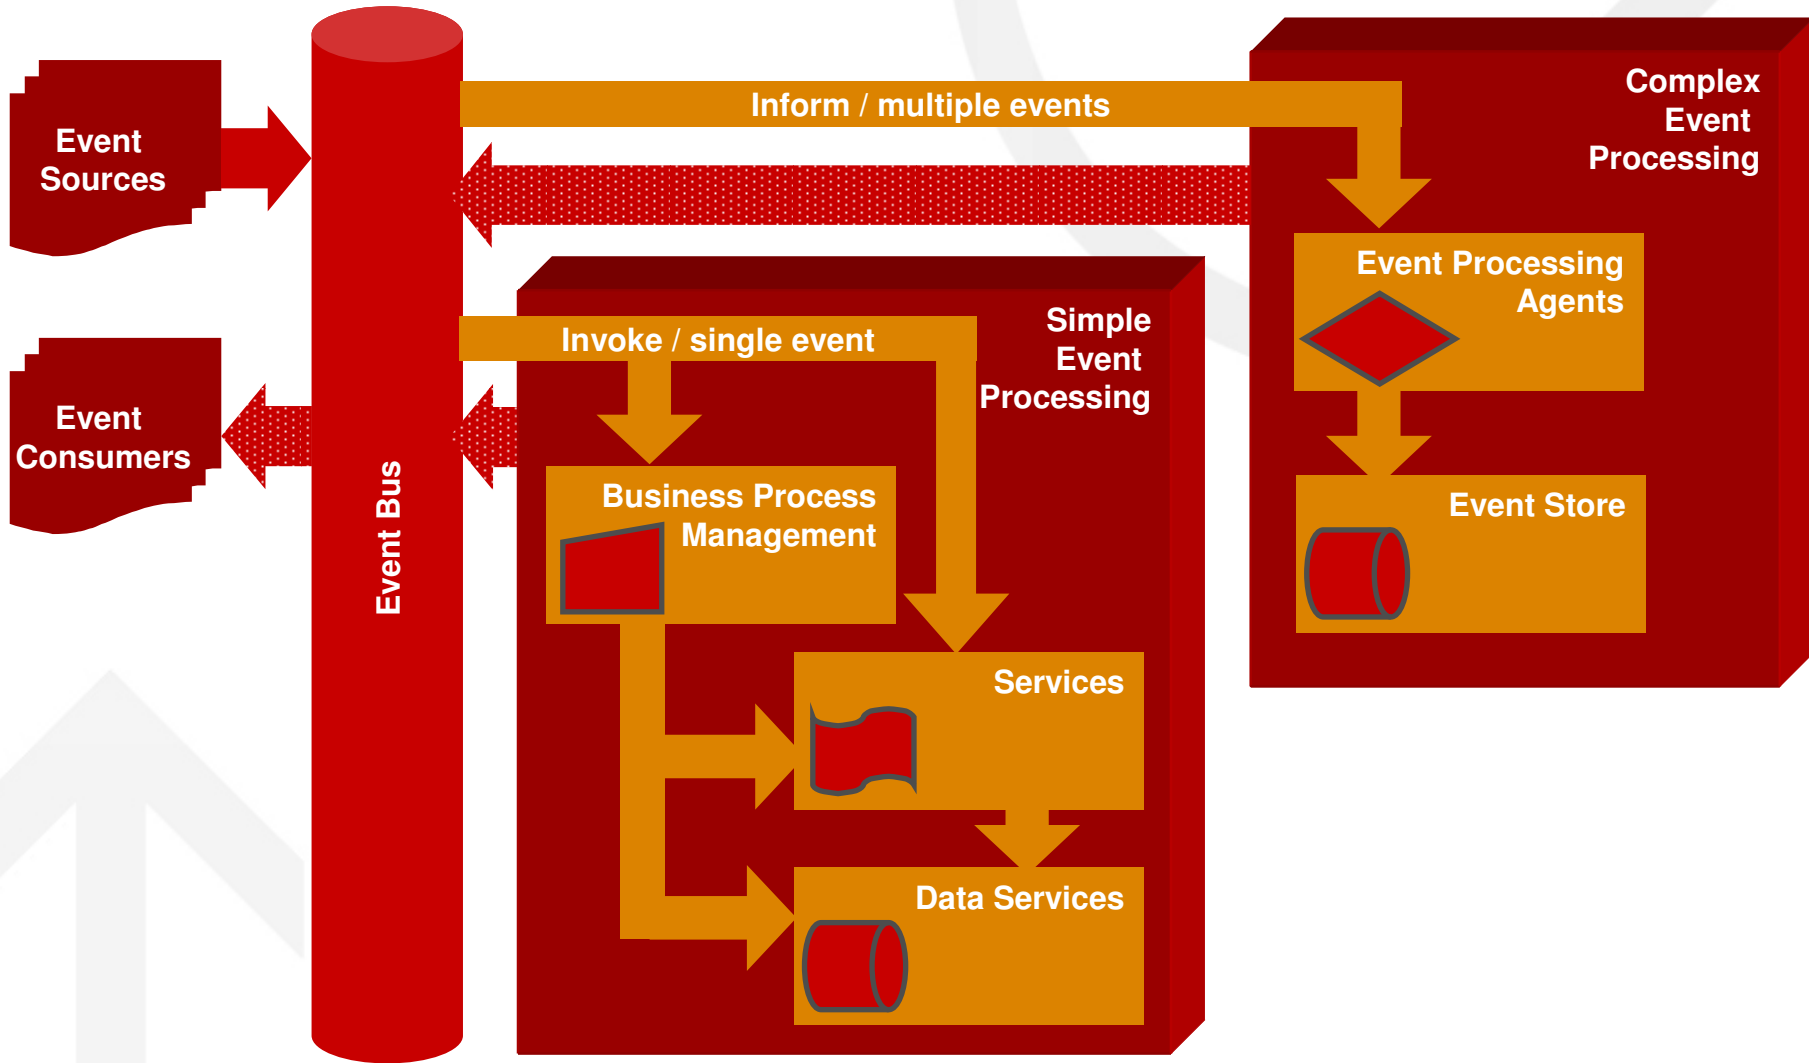 Event
Sources
Event
Consumers
Event Bus
Inform / multiple events
Complex
Event
Processing
Event Processing
Agents
Event Store
Invoke / single event
Simple
Event
Processing
Business Process
Management
Services
Data Services